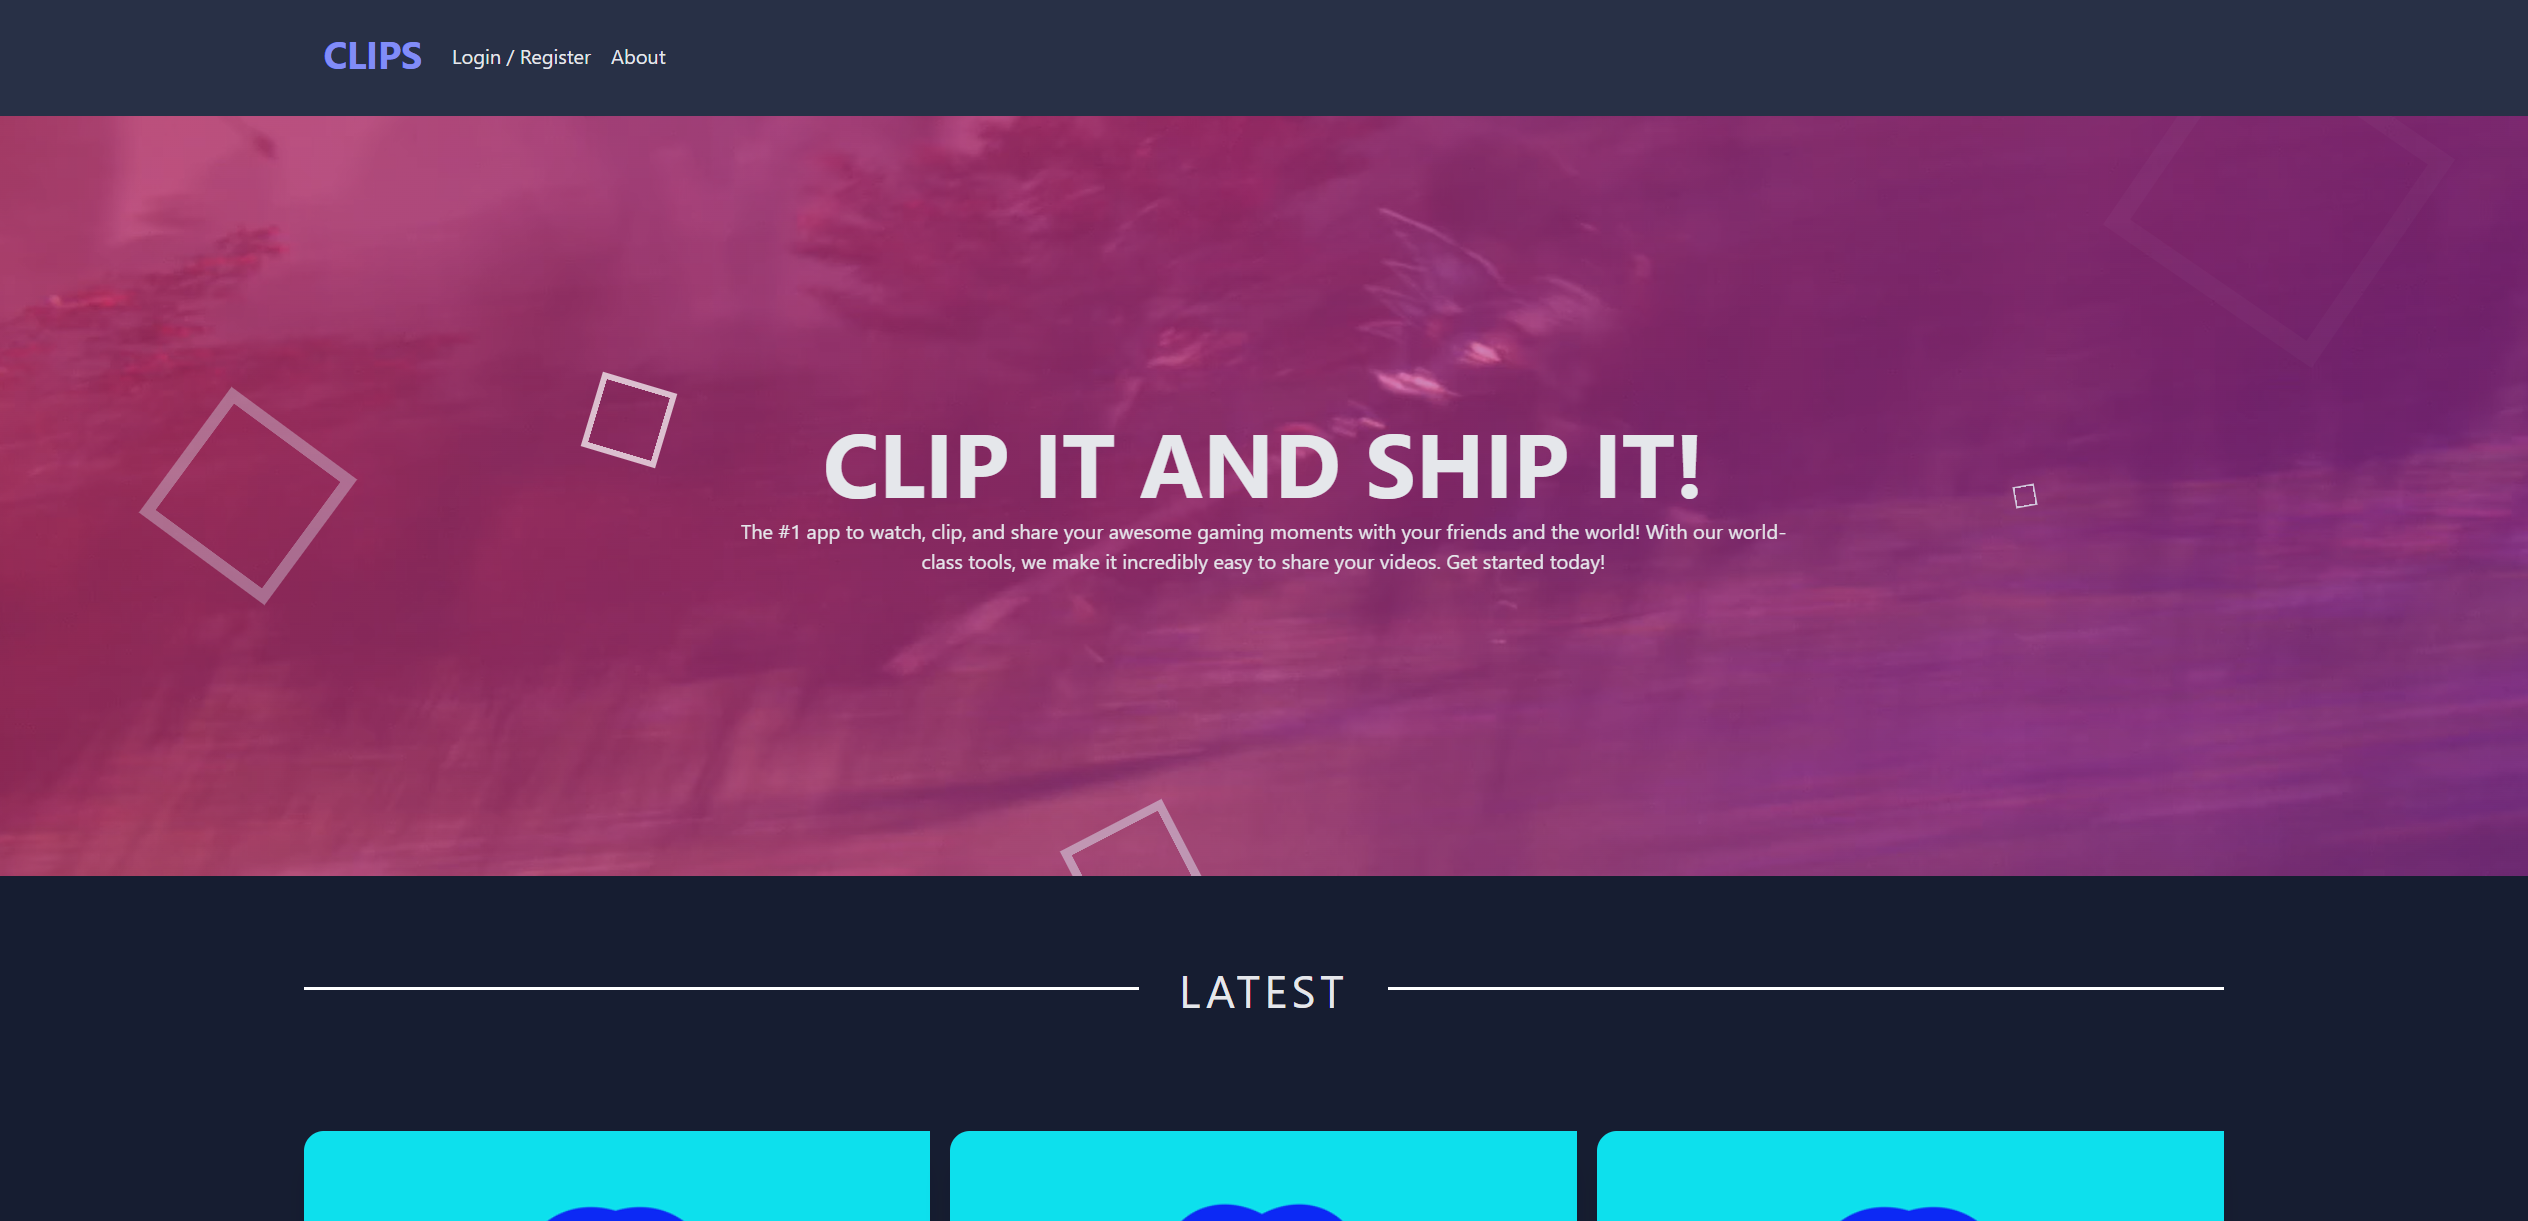 CLIPS Login / Register About
CLIP IT AND SHIP IT!
The #1 app to watch, clip, and share your awesome gaming moments with your friends and the world! With our world-
class tools, we make it incredibly easy to share your videos. Get started today!
LATEST